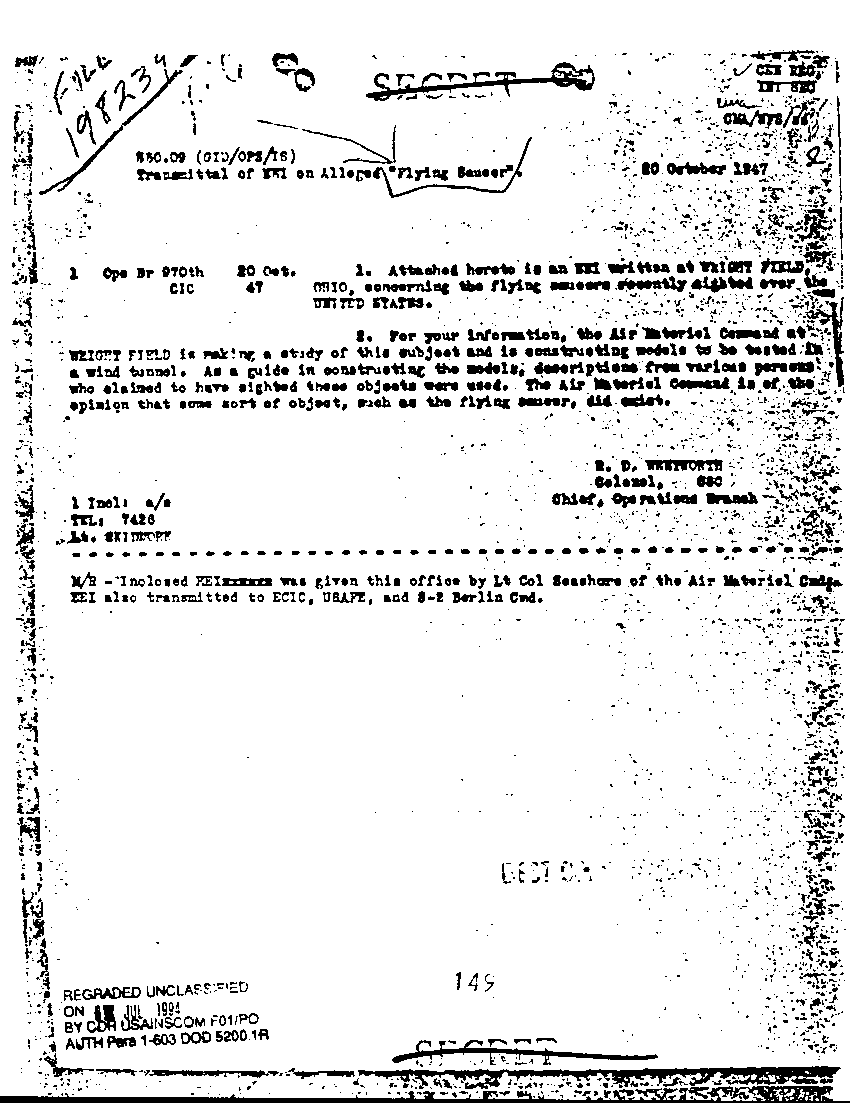 FILE
198239
SECRET
CEN REG,
INT SEC
350.09 (GID/OPS/IS)
Transmittal of EEI on Alleged "Flying Saucer".
20 October 1947
1 Ops Br 970th 20 Oct. 1. Attached hereto is an EEI written at WRIGHT FIELD,
CIC 47 OHIO, concerning the flying saucers recently sighted over the
UNITED STATES.
2. For your information, the Air Materiel Command at
WRIGHT FIELD is making a study of this subject and is constructing models to be tested in
a wind tunnel. As a guide in constructing the models, descriptions from various persons
who claimed to have sighted these objects were used. The Air Materiel Command is of the
opinion that some sort of object, such as the flying saucer, did exist.
R. D. WENTWORTH
Colonel, GSC
Chief, Operations Branch
1 Incl: a/s
TEL: 7426
Lt. SKIDMORE
M/R - Inclosed EEI was given this office by Lt Col Seashore of the Air Materiel Cmd.
EEI also transmitted to ECIC, USAFE, and S-2 Berlin Cmd.
149
REGRADED UNCLASSIFIED
ON JUL 1994
BY CDR USAINSCOM F01/PO
AUTH Para 1-603 DOD 5200.1R
SECRET